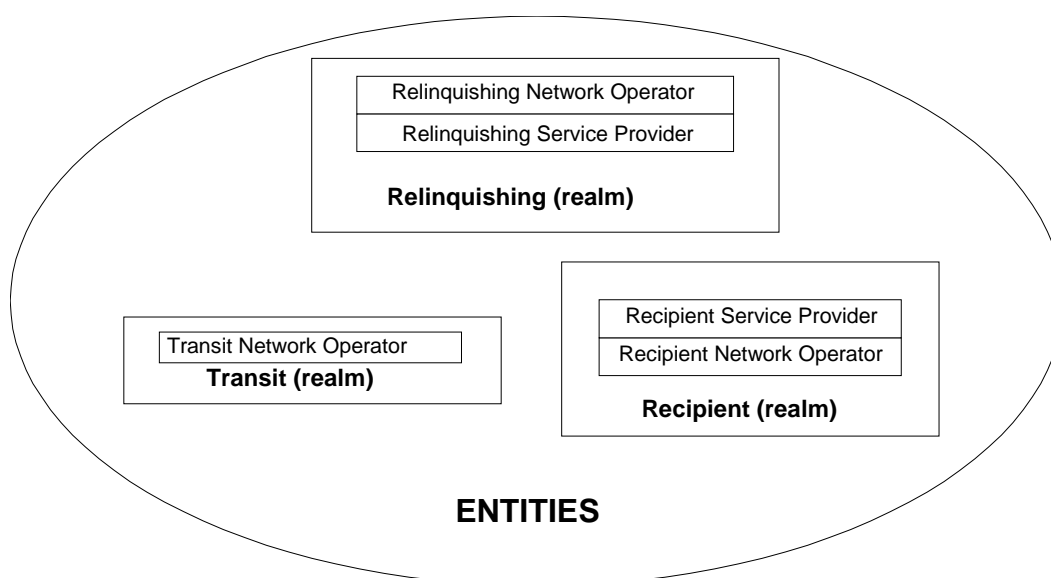 Relinquishing Network Operator
Relinquishing Service Provider
Relinquishing (realm)
Transit Network Operator
Transit (realm)
Recipient Service Provider
Recipient Network Operator
Recipient (realm)
ENTITIES